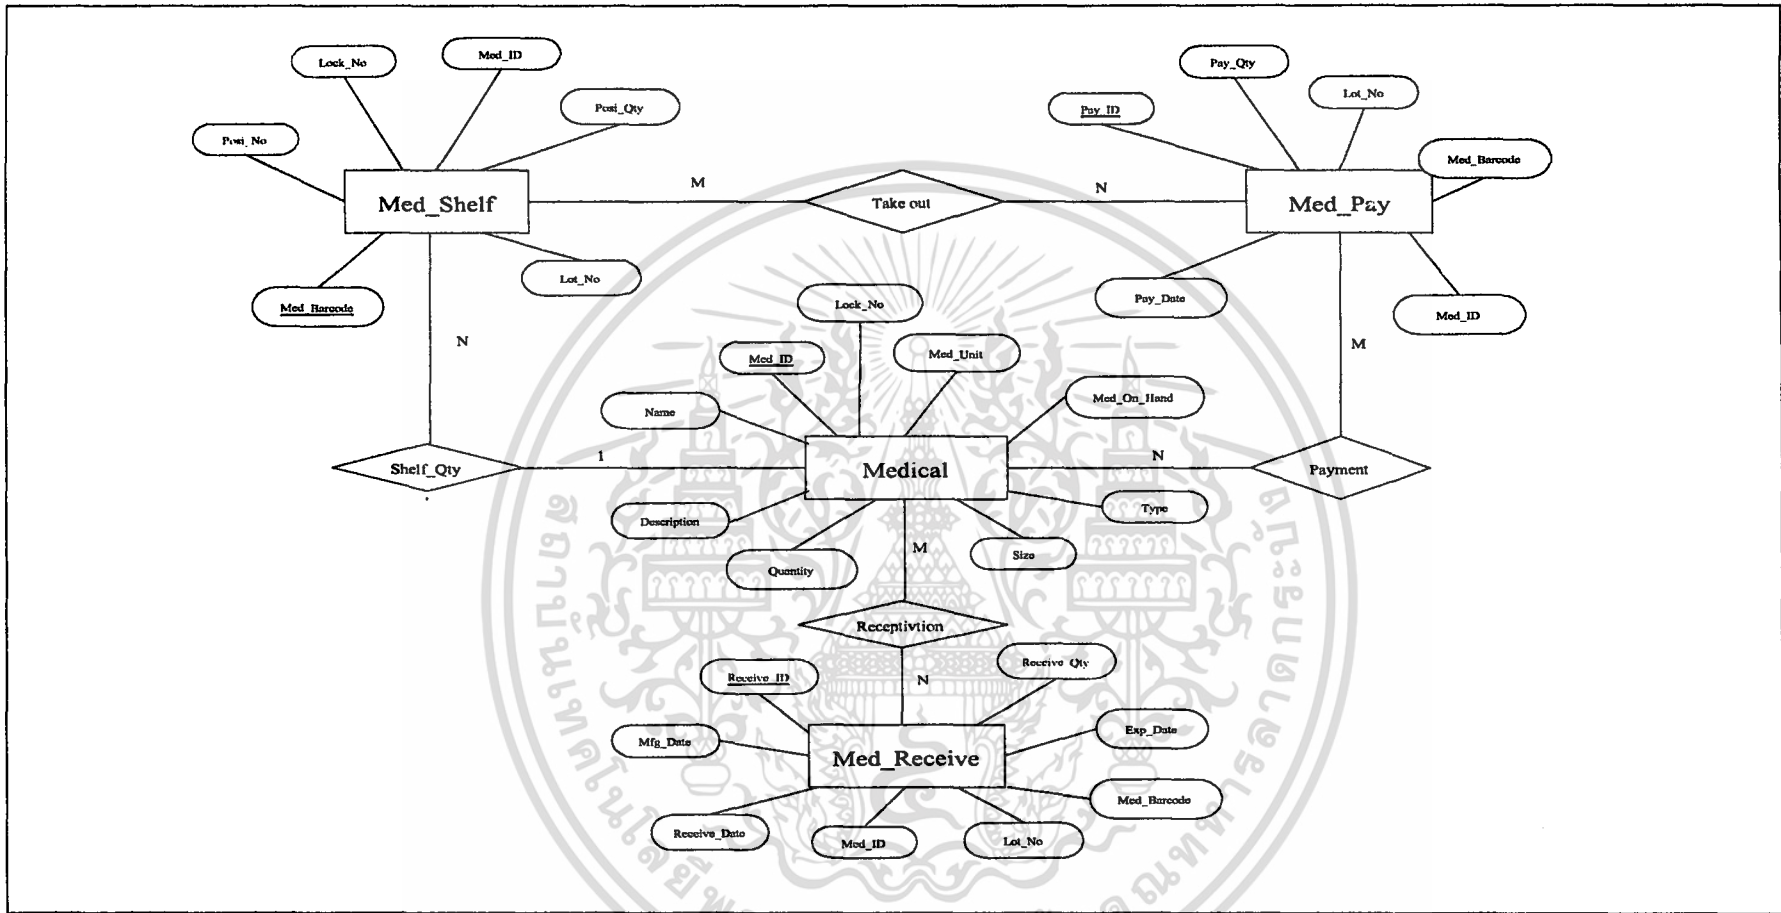 Lock_No
Med_ID
Posi_Qty
Posi_No
Med_Shelf
Med_Barcode
Lot_No
M
Take out
N
Pay_Qty
Pay_ID
Lot_No
Med_Barcode
Med_Pay
Pay_Date
Med_ID
N
M
Lock_No
Med_ID
Med_Unit
Name
Med_On_Hand
Shelf_Qty
1
Medical
N
Payment
Description
Type
Quantity
M
Size
Receptivtion
Receive_ID
N
Receive_Qty
Mfg_Date
Med_Receive
Exp_Date
Med_Barcode
Receive_Date
Med_ID
Lot_No